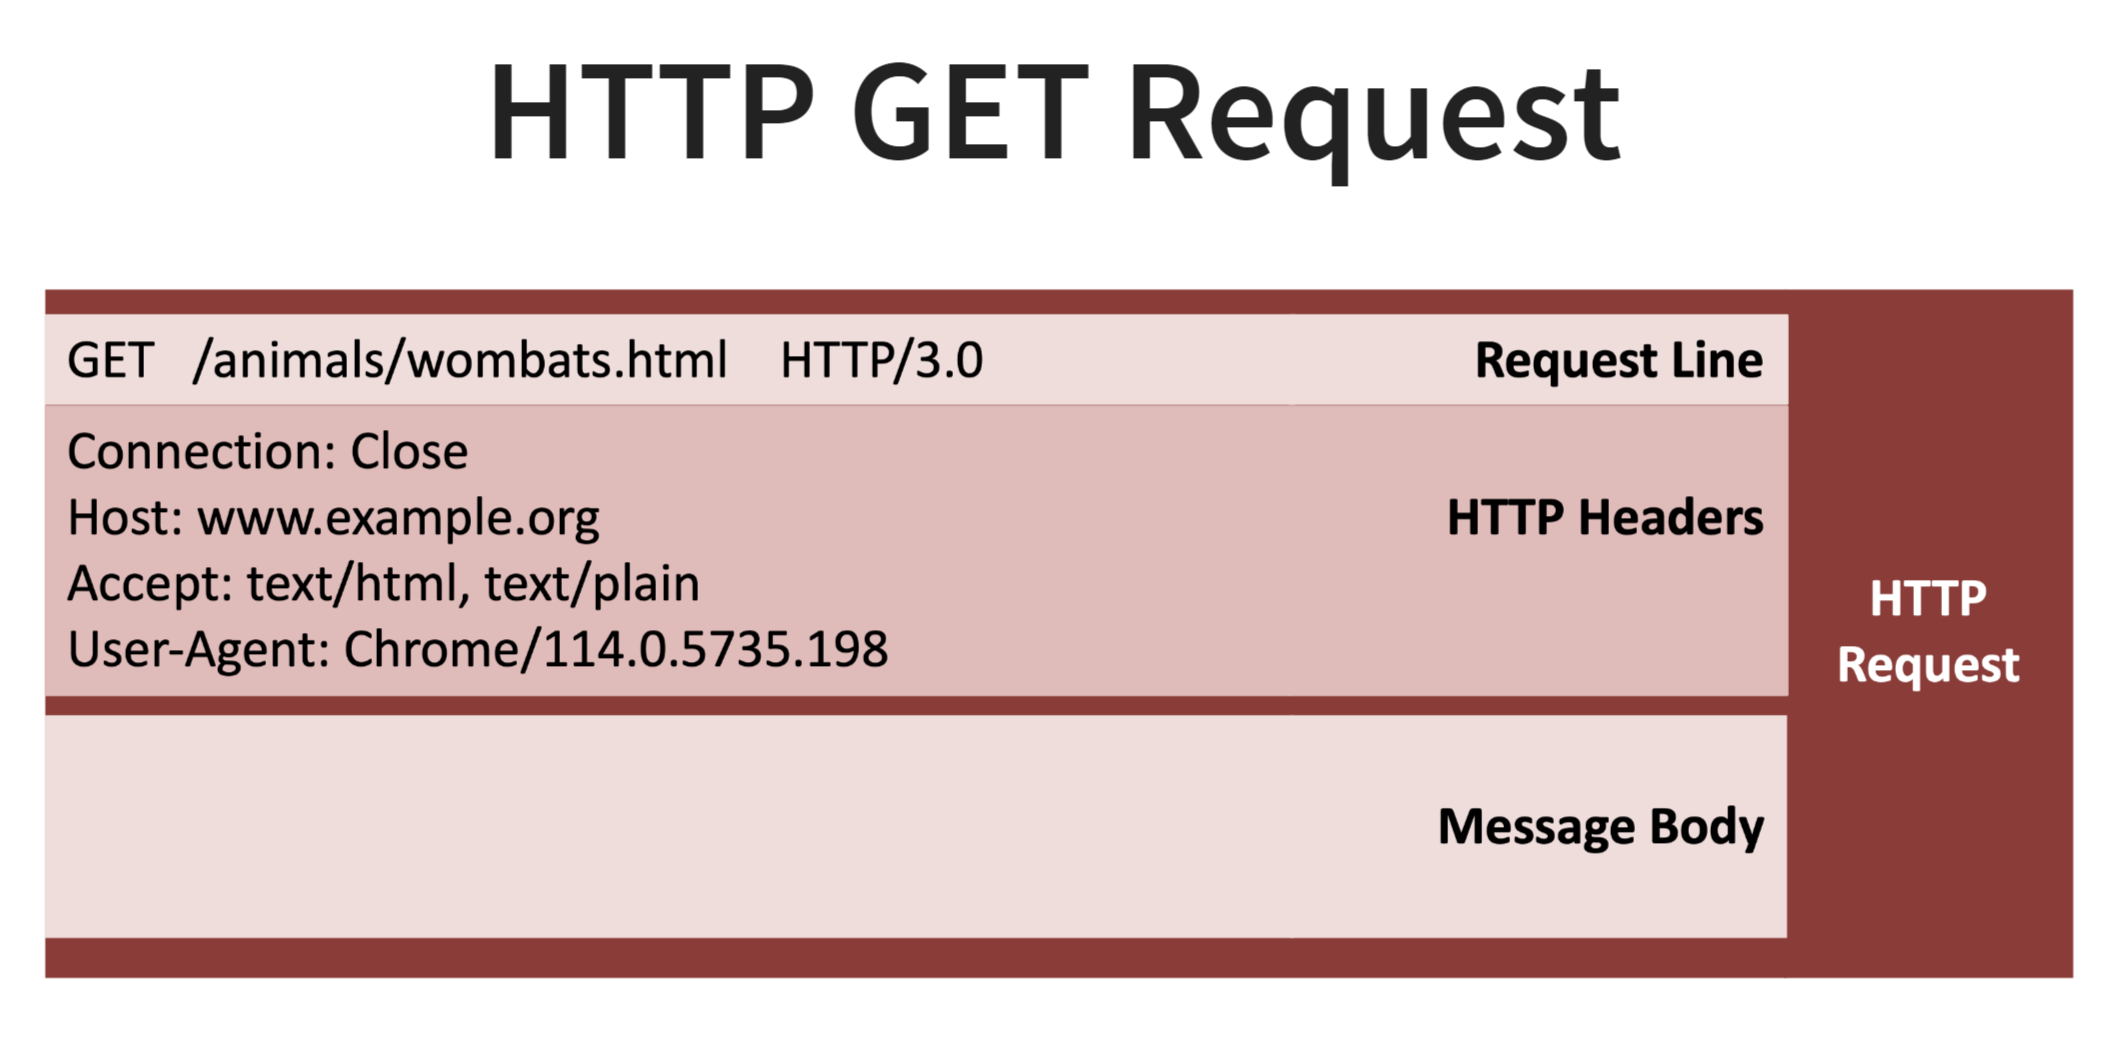 HTTP GET Request
GET /animals/wombats.html HTTP/3.0
Request Line
Connection: Close
Host: www.example.org
Accept: text/html, text/plain
User-Agent: Chrome/114.0.5735.198
HTTP Headers
Message Body
HTTP
Request